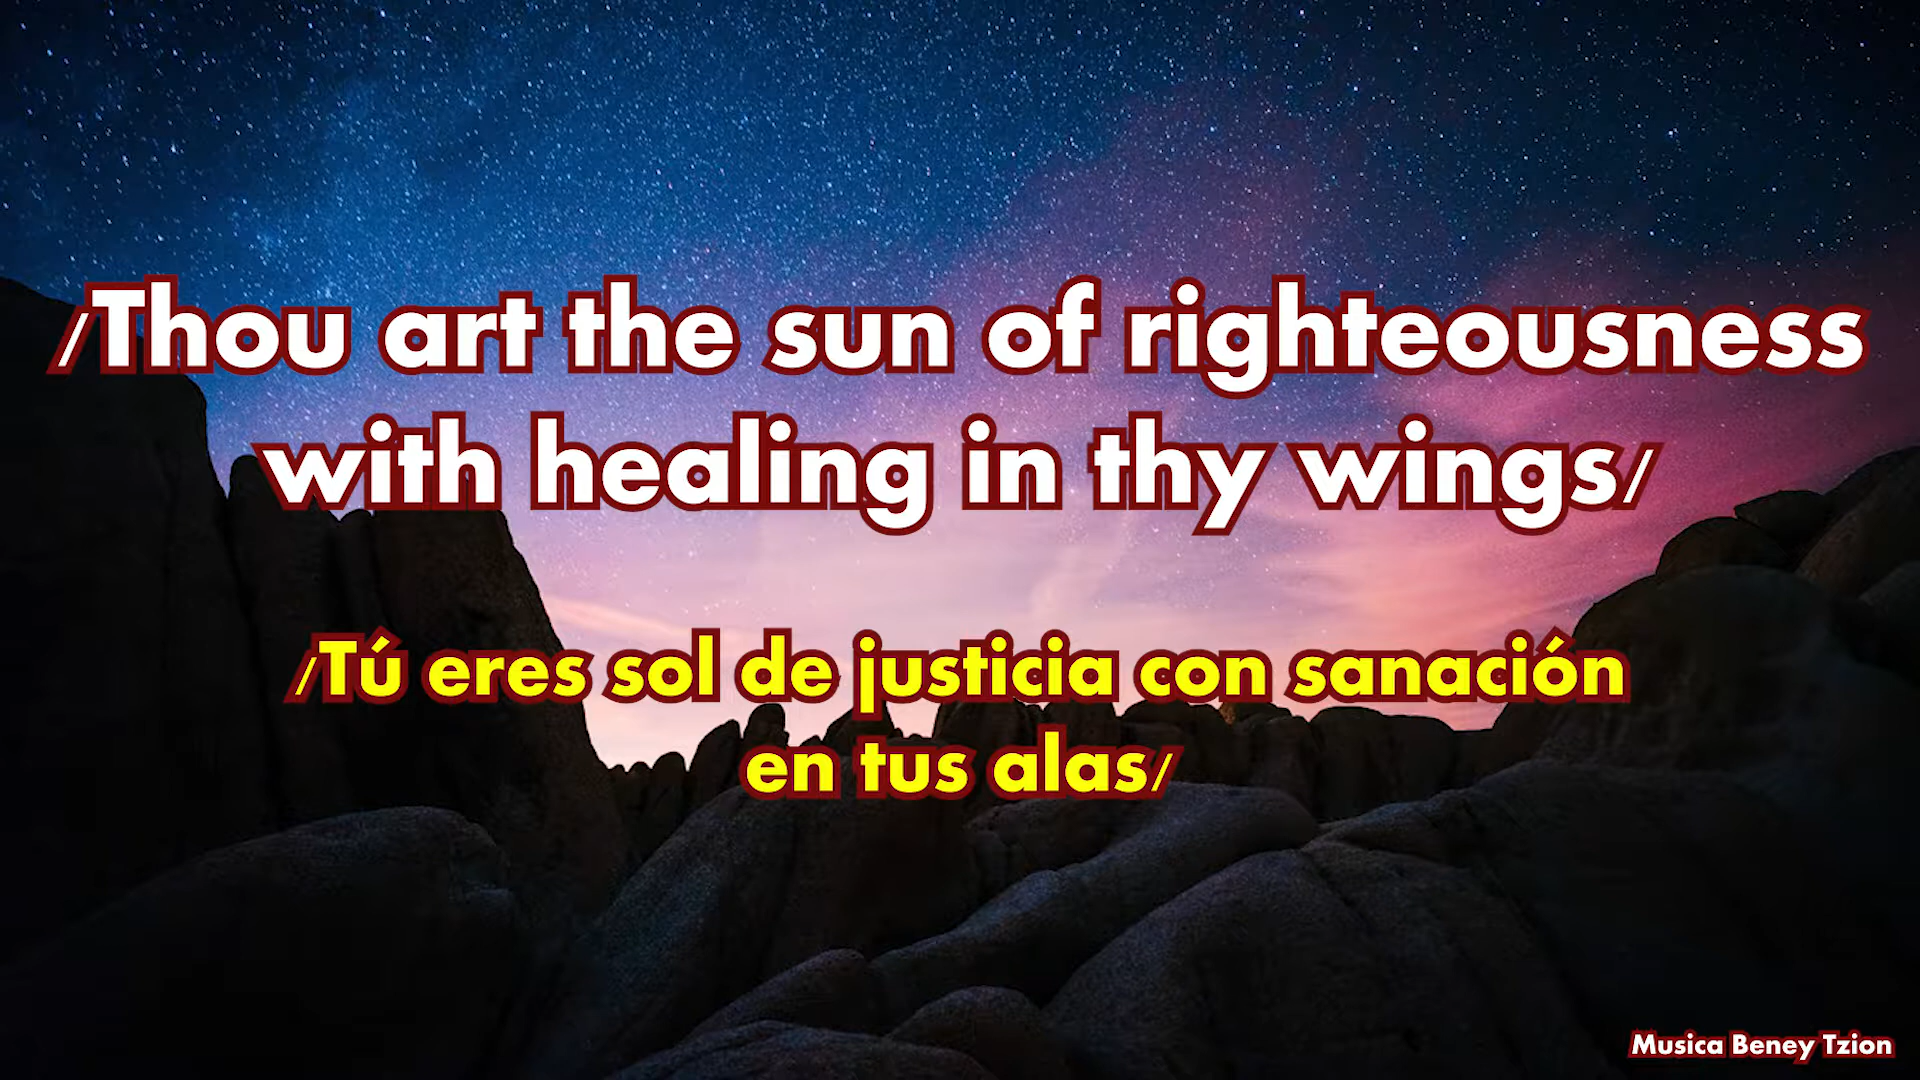 /Thou art the sun of righteousness
with healing in thy wings/
/Tú eres sol de justicia con sanación
en tus alas/
Musica Beney Tzion